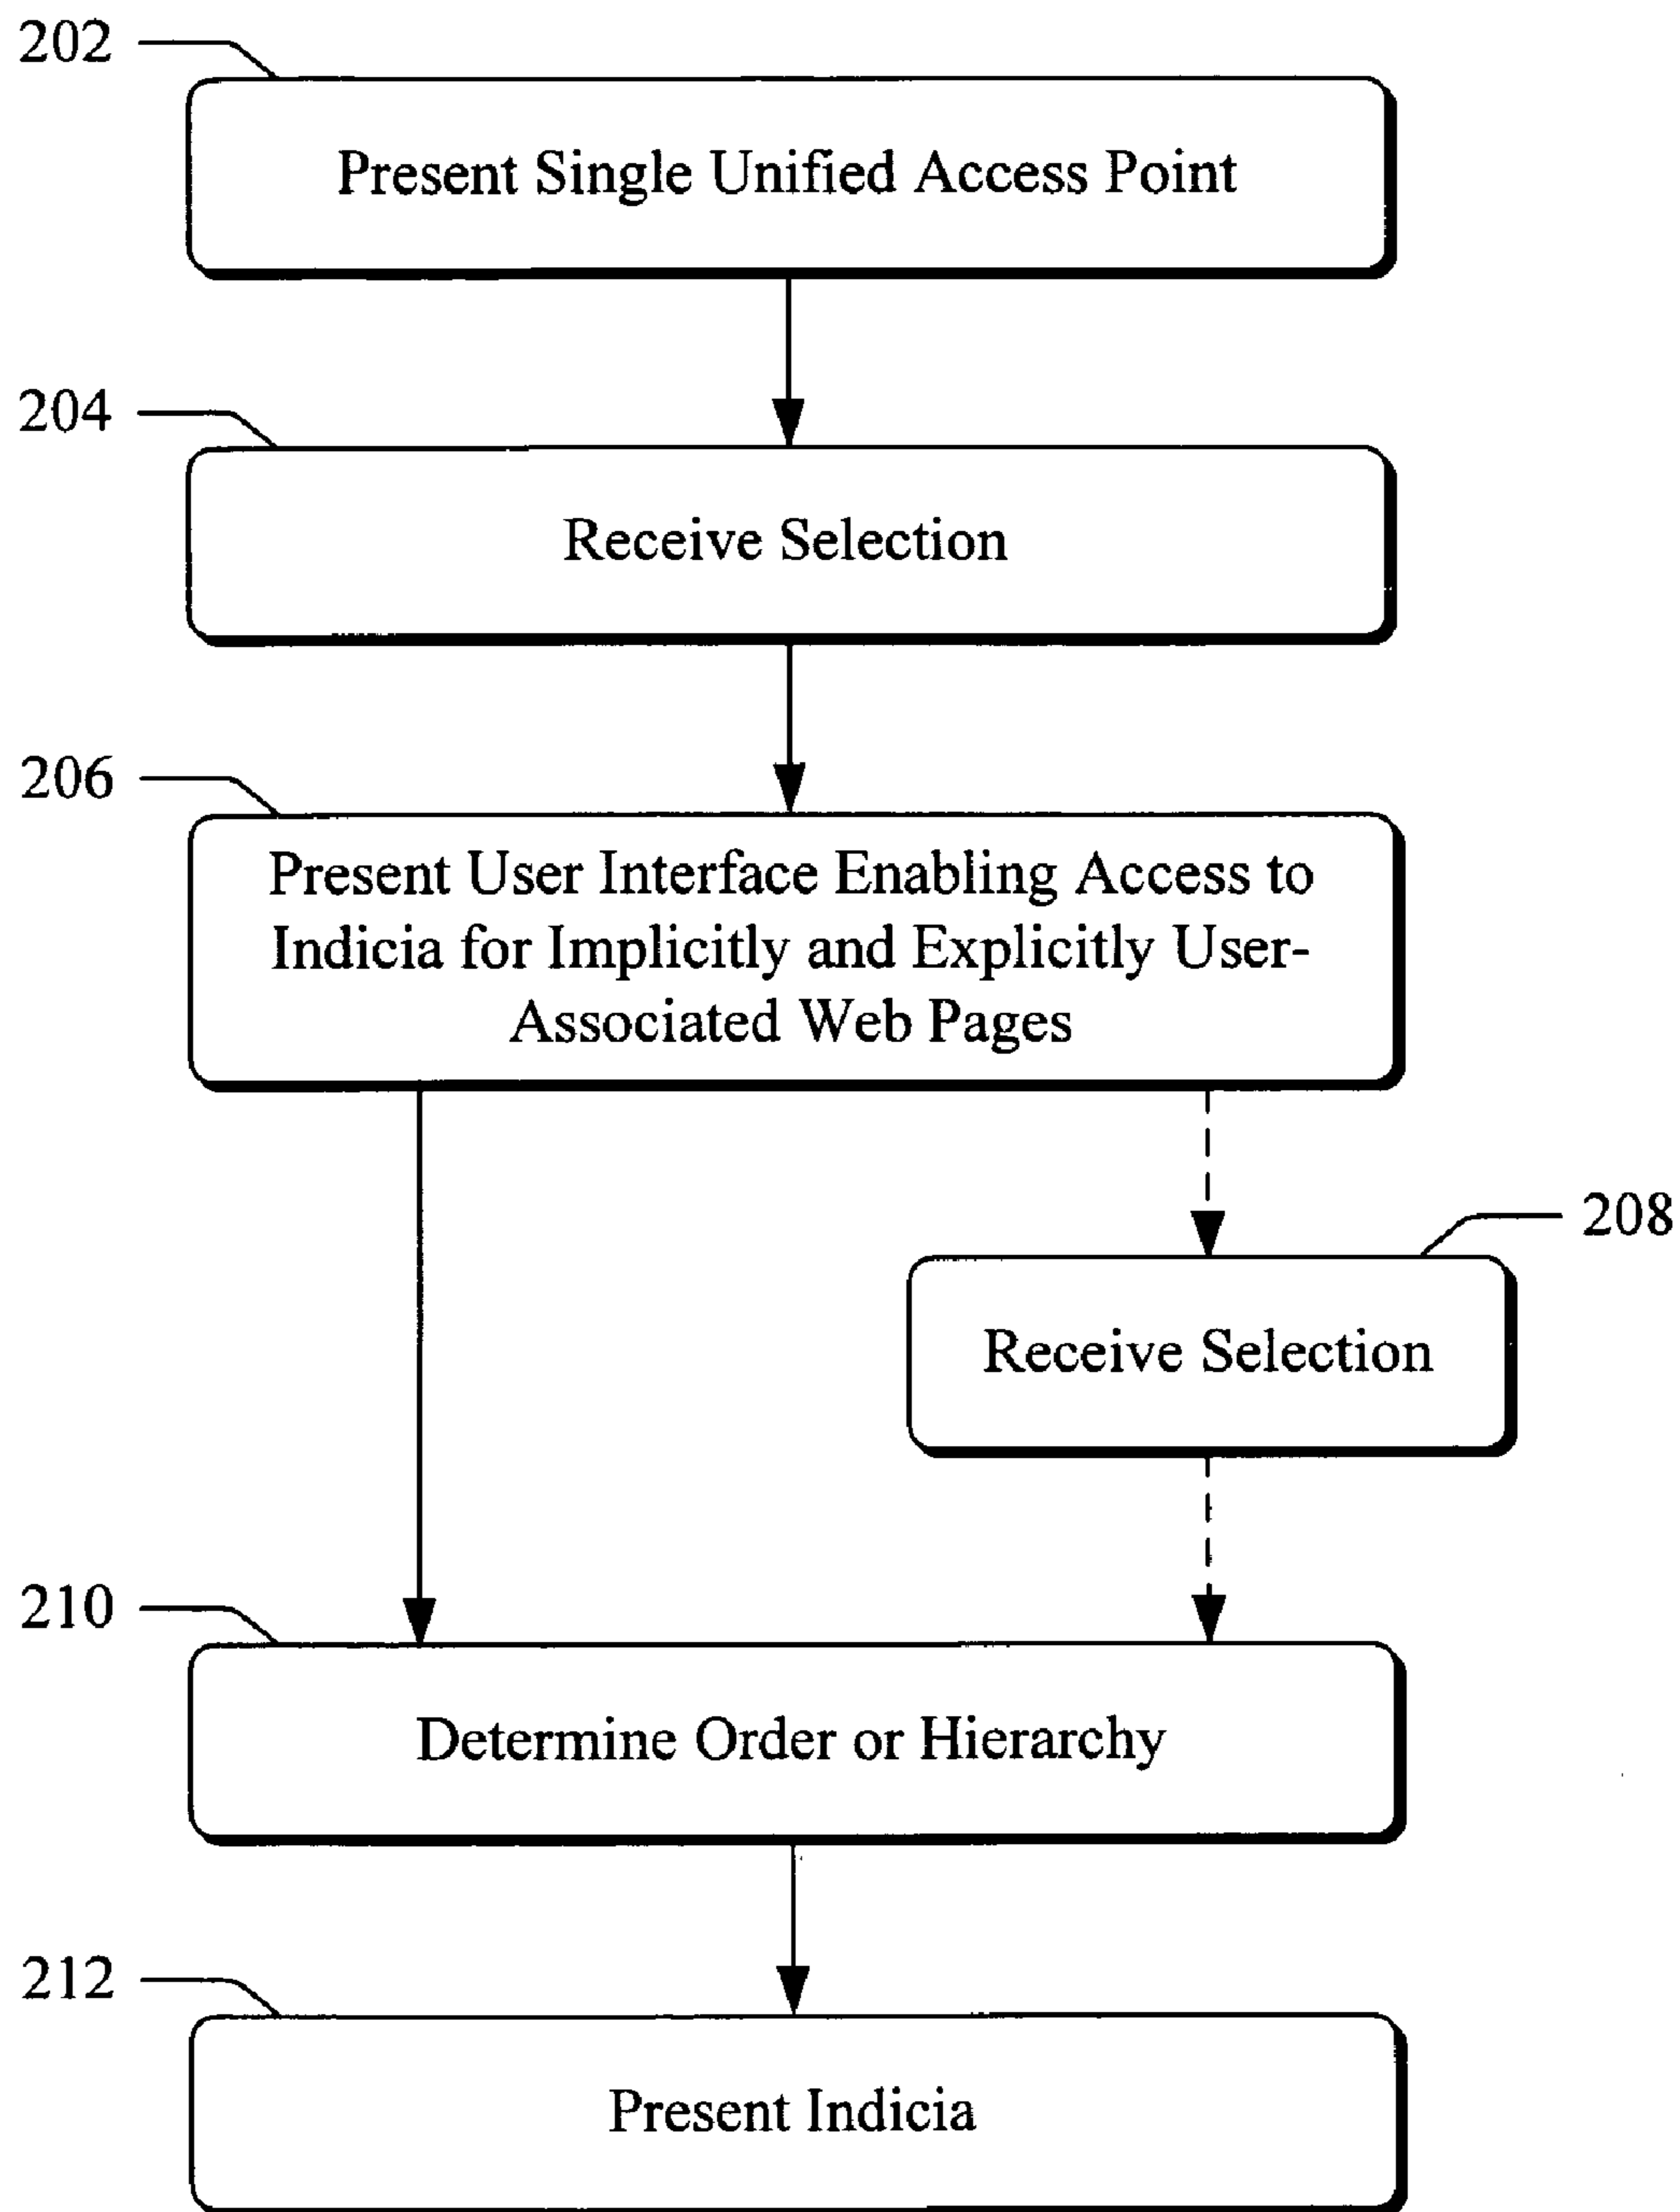 202
Present Single Unified Access Point
204
Receive Selection
206
Present User Interface Enabling Access to
Indicia for Implicitly and Explicitly User-
Associated Web Pages
208
Receive Selection
210
Determine Order or Hierarchy
212
Present Indicia